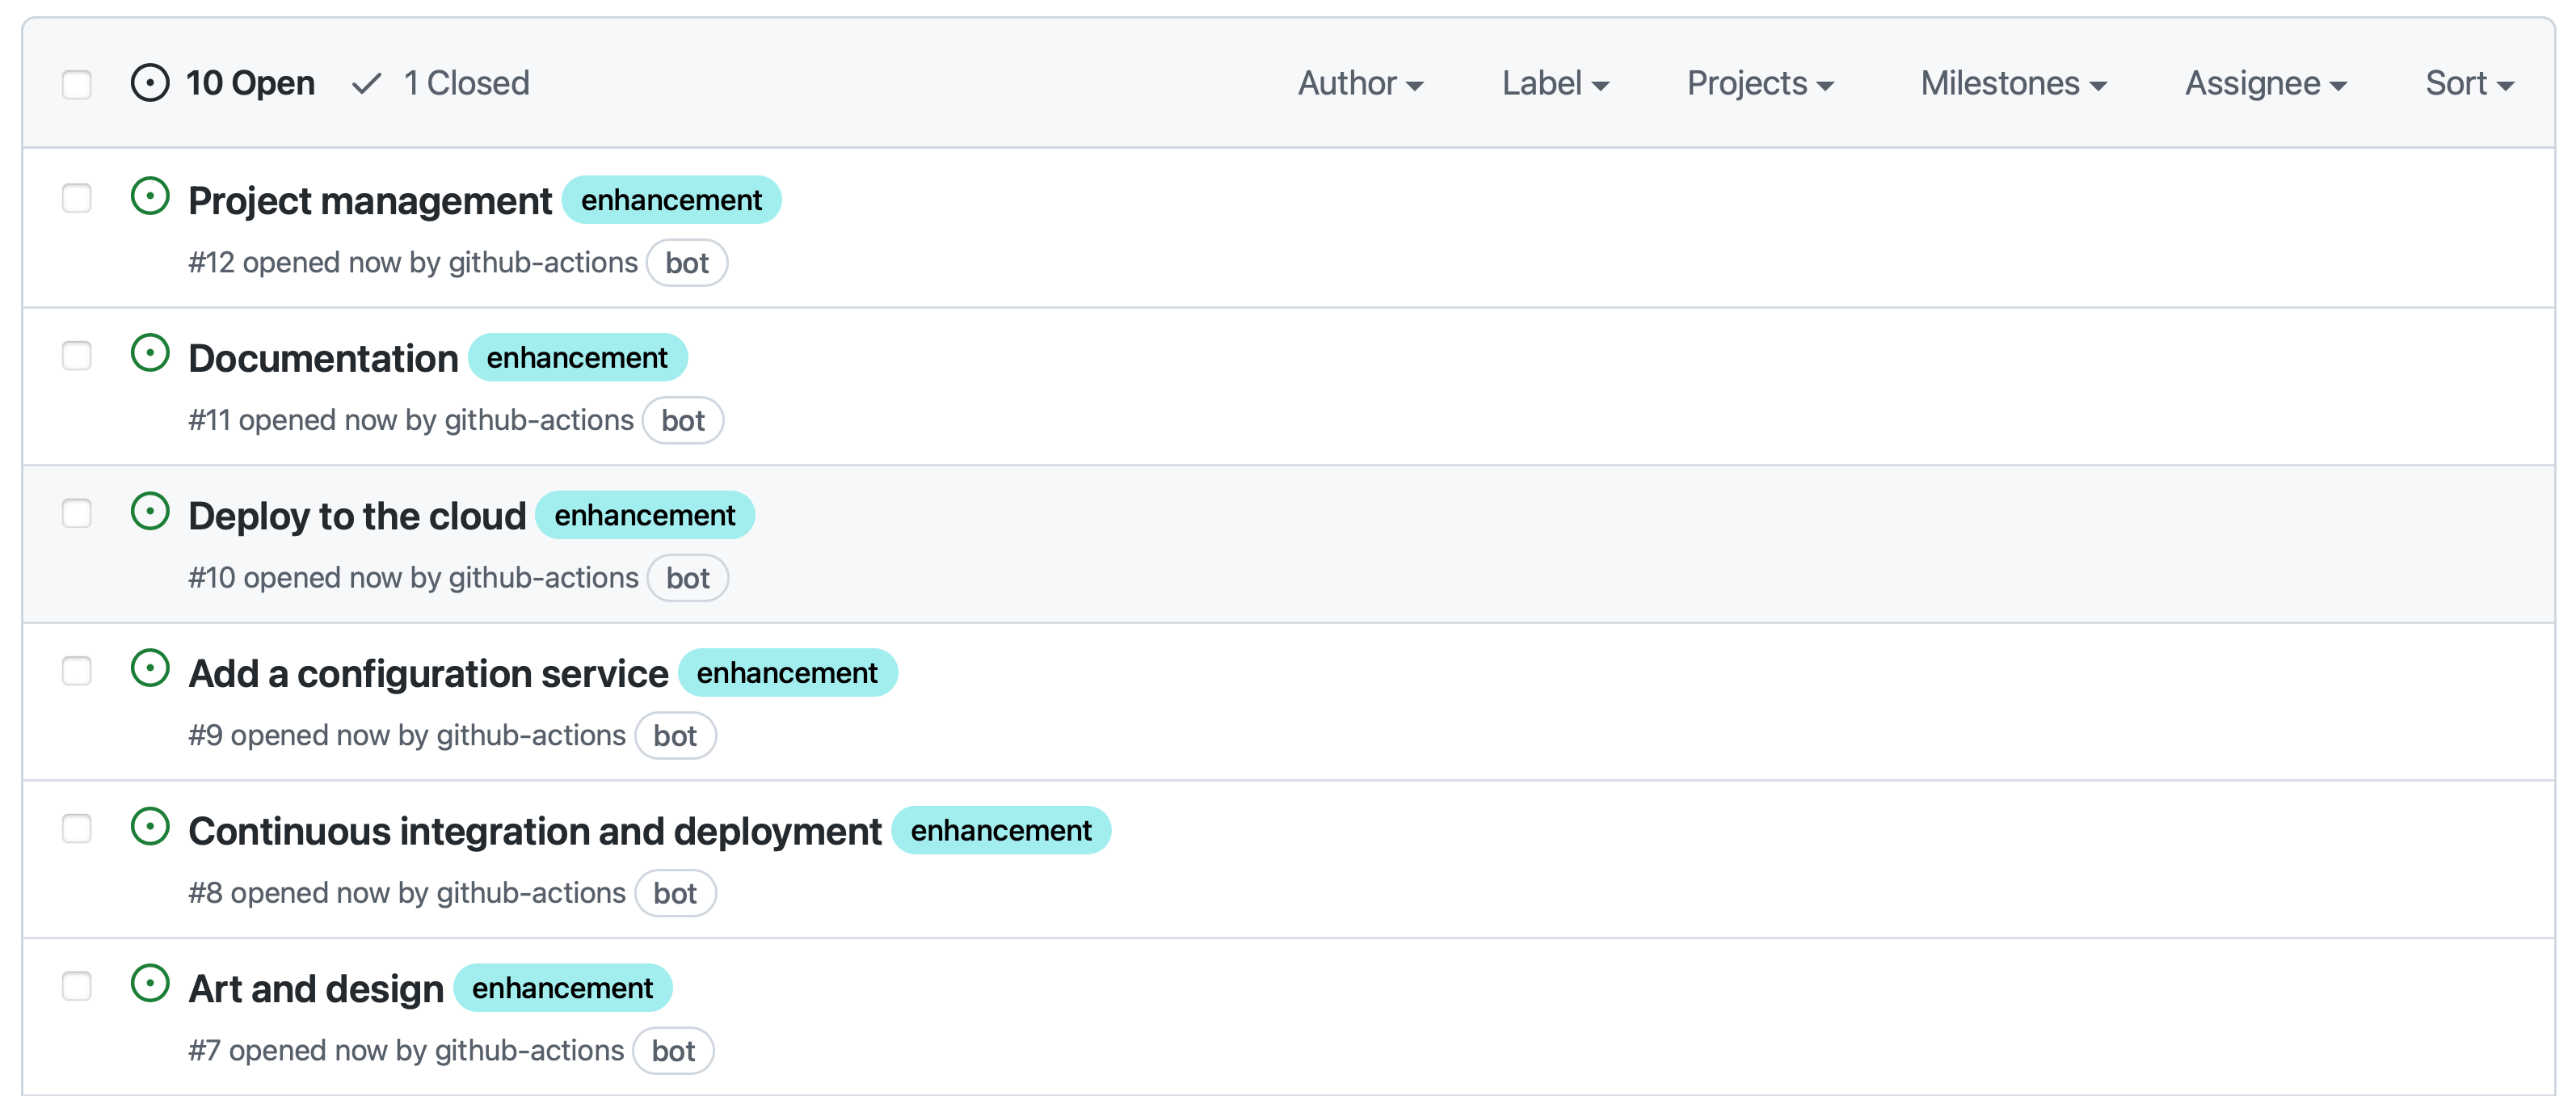 10 Open 1 Closed Author Label Projects Milestones Assignee Sort
Project management enhancement
#12 opened now by github-actions bot
Documentation enhancement
#11 opened now by github-actions bot
Deploy to the cloud enhancement
#10 opened now by github-actions bot
Add a configuration service enhancement
#9 opened now by github-actions bot
Continuous integration and deployment enhancement
#8 opened now by github-actions bot
Art and design enhancement
#7 opened now by github-actions bot